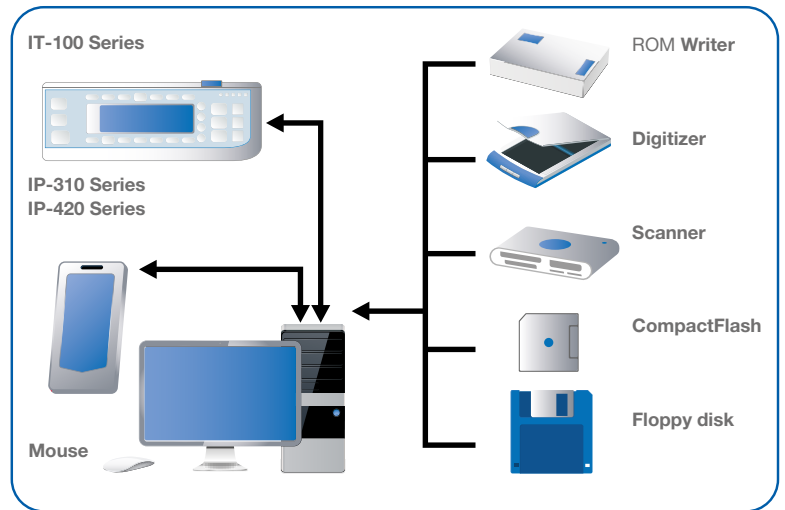 IT-100 Series
IP-310 Series
IP-420 Series
Mouse
ROM Writer
Digitizer
Scanner
CompactFlash
Floppy disk